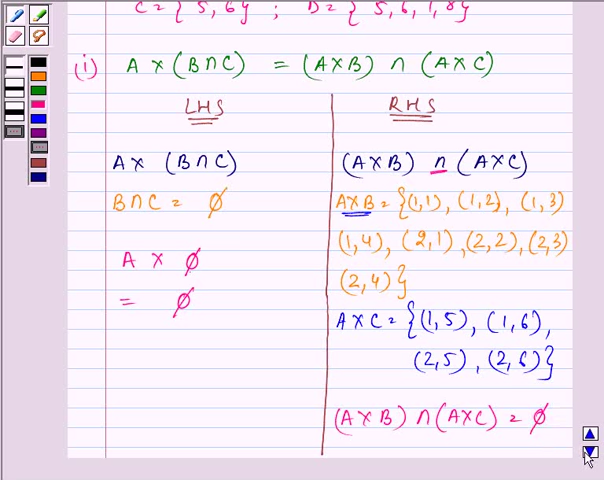 C = { 5, 6 } ; D = { 5, 6, 7, 8 }
(i) A × (B ∩ C) = (A×B) ∩ (A×C)
LHS
A × (B ∩ C)
B ∩ C = ∅
A × ∅
= ∅
RHS
(A×B) ∩ (A×C)
A×B = {(1,1), (1,2), (1,3)
(1,4), (2,1), (2,2), (2,3)
(2,4)}
A×C = {(1,5), (1,6),
(2,5), (2,6)}
(A×B) ∩ (A×C) = ∅